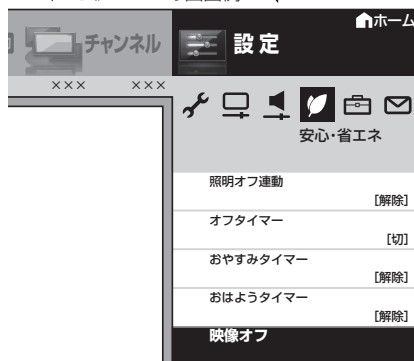 ホーム
チャンネル
設定
××× ×××
安心・省エネ
照明オフ連動
[解除]
オフタイマー
[切]
おやすみタイマー
[解除]
おはようタイマー
[解除]
映像オフ